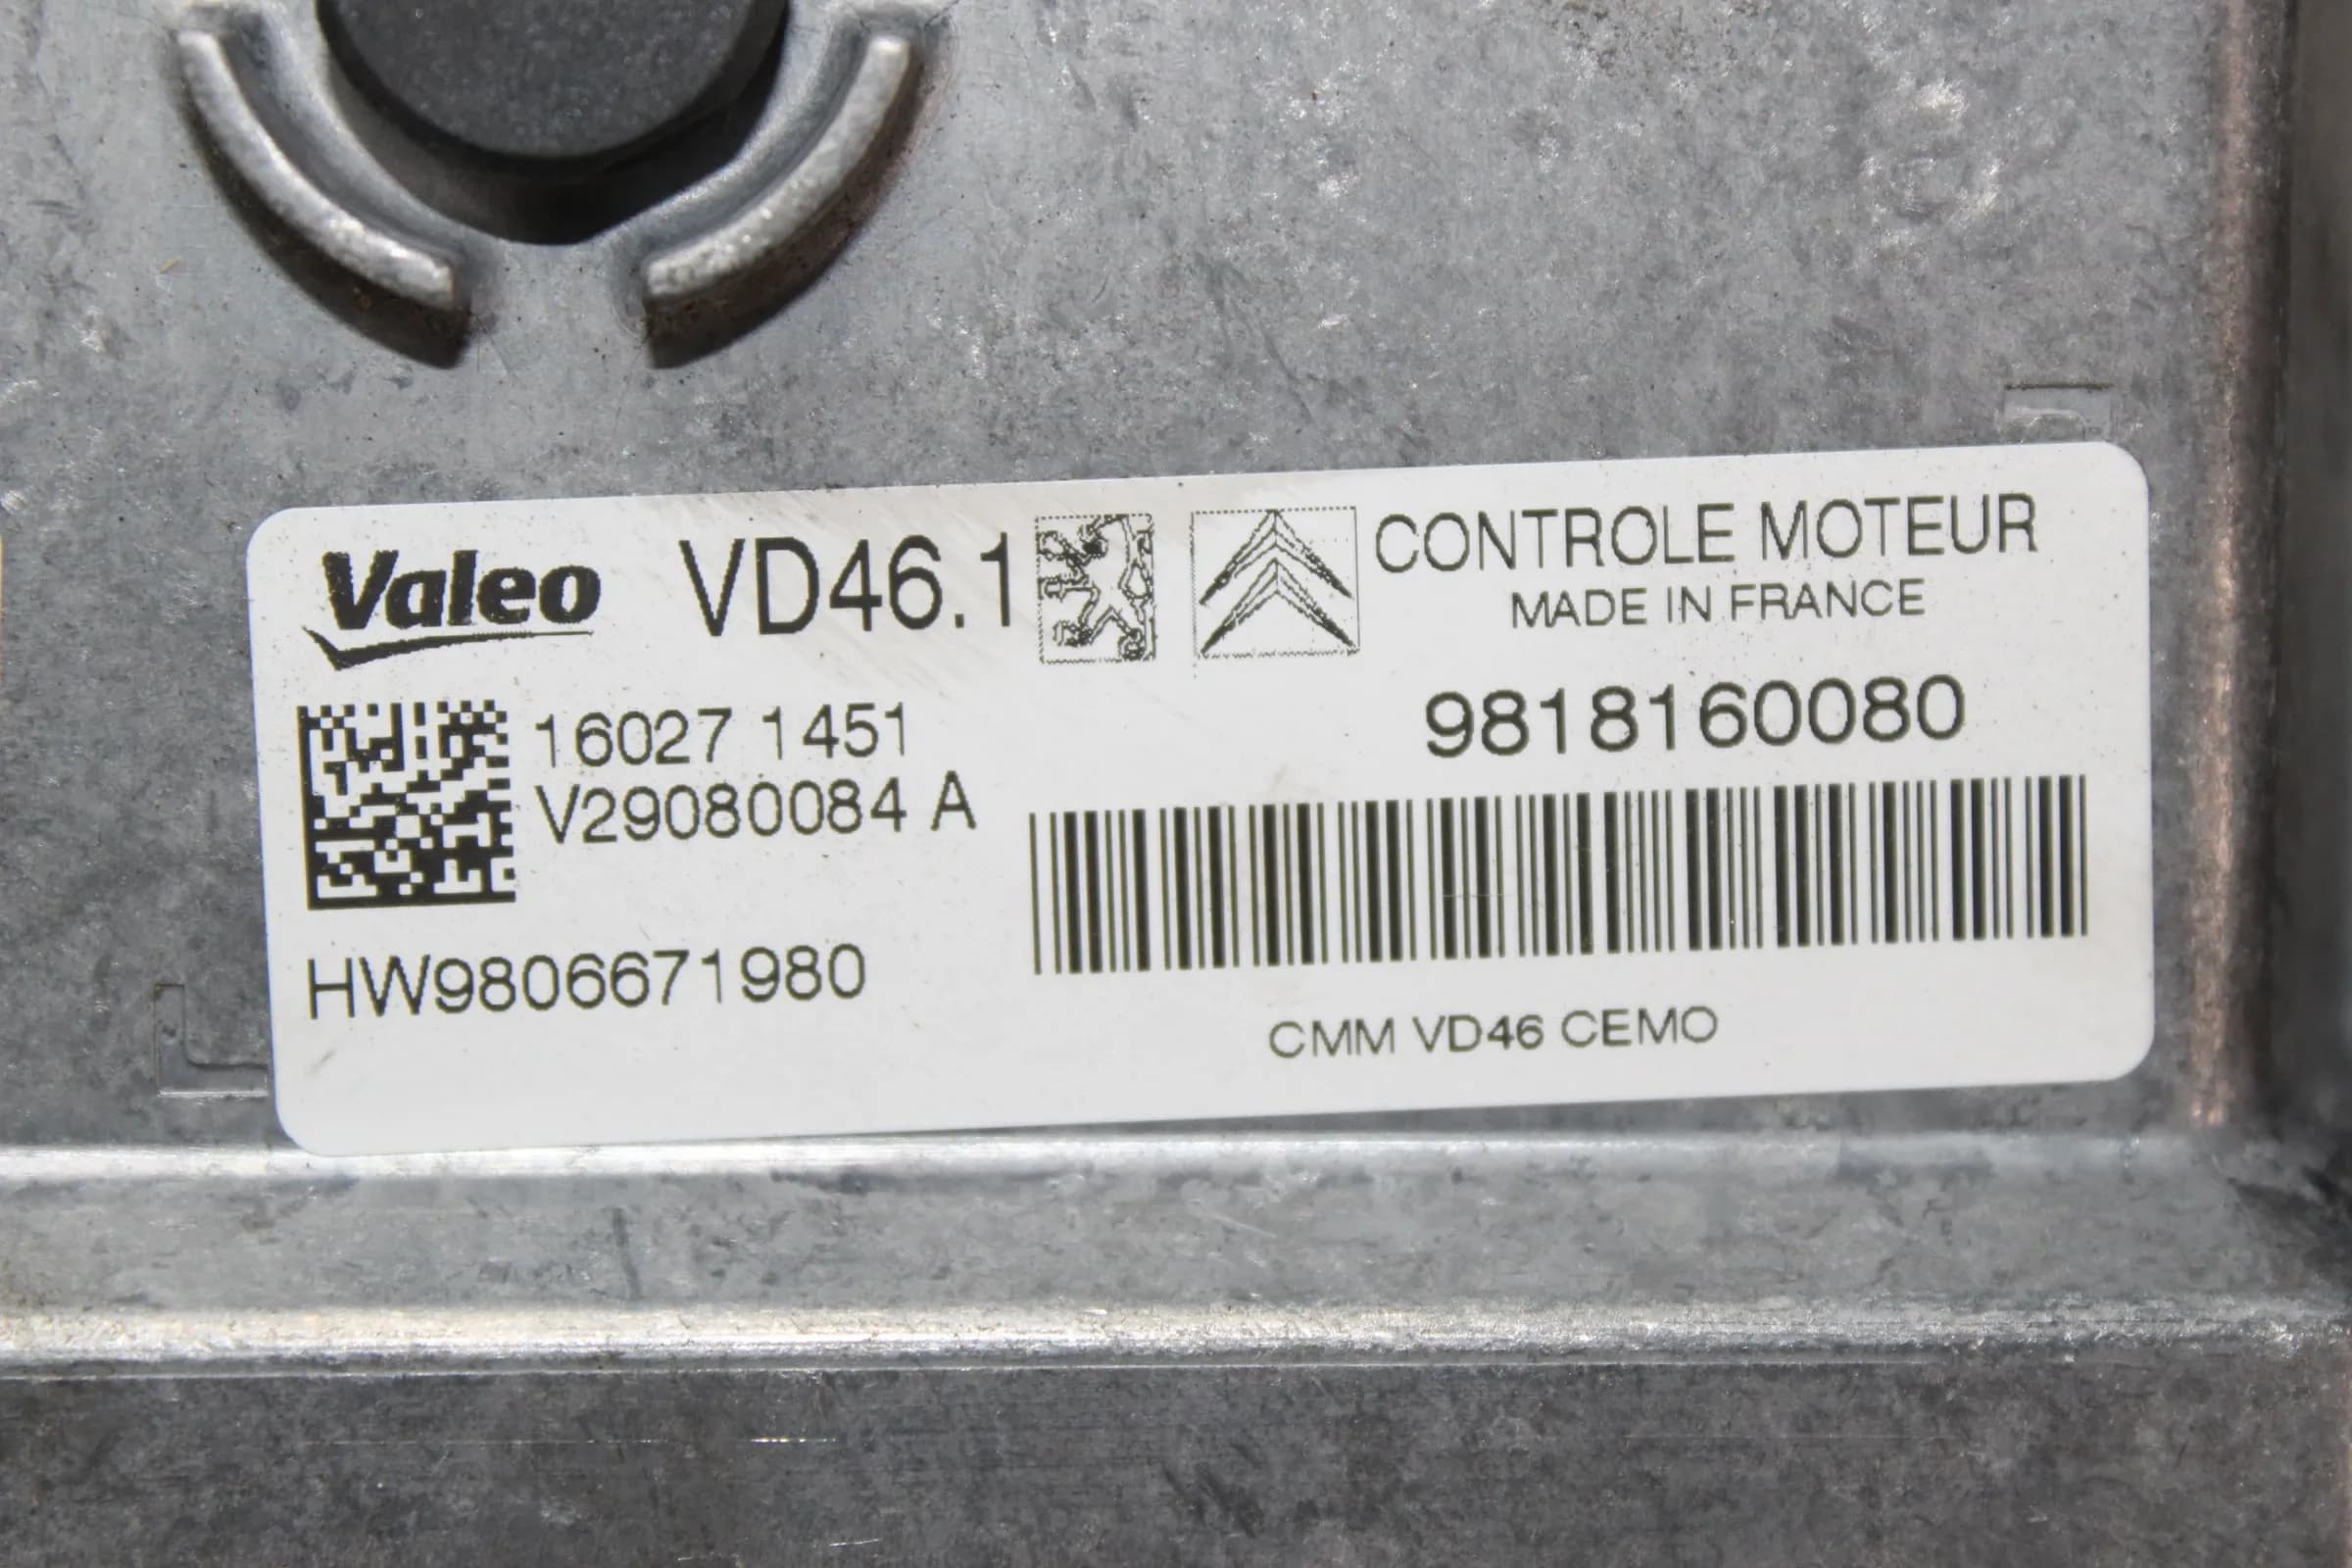 Valeo VD46.1 CONTROLE MOTEUR
MADE IN FRANCE
16027 1451
V29080084 A
9818160080
HW9806671980
CMM VD46 CEMO